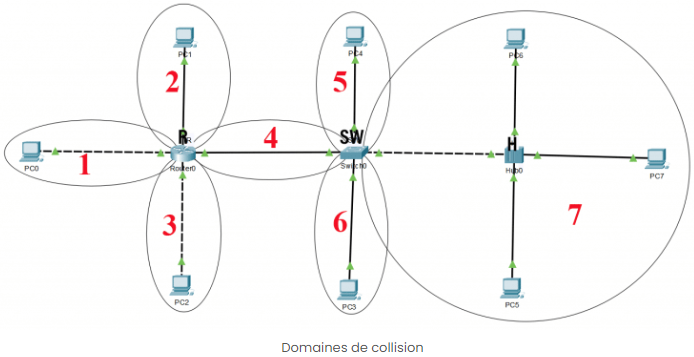 PC1
PC4
PC6
2
5
R
4
SW
H
PC0
1
Router0
Switch0
Hub0
PC7
3
6
7
PC2
PC3
PC5
Domaines de collision